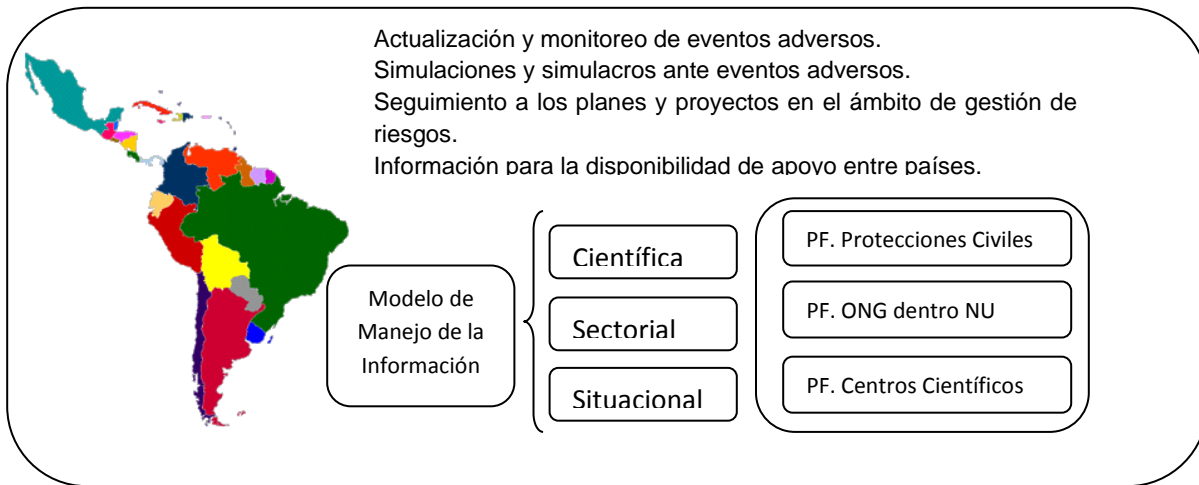 Actualización y monitoreo de eventos adversos.
Simulaciones y simulacros ante eventos adversos.
Seguimiento a los planes y proyectos en el ámbito de gestión de
riesgos.
Información para la disponibilidad de apoyo entre países.
Modelo de
Manejo de la
Información
Científica
Sectorial
Situacional
PF. Protecciones Civiles
PF. ONG dentro NU
PF. Centros Científicos